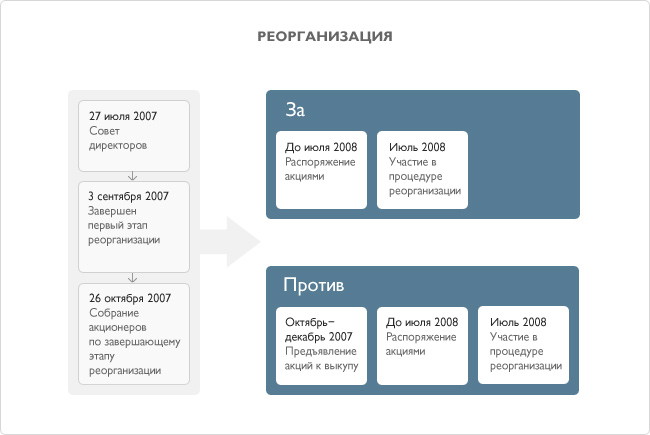 РЕОРГАНИЗАЦИЯ
27 июля 2007
Совет
директоров
3 сентября 2007
Завершен
первый этап
реорганизации
26 октября 2007
Собрание
акционеров
по завершающему
этапу
реорганизации
За
До июля 2008
Распоряжение
акциями
Июль 2008
Участие в
процедуре
реорганизации
Против
Октябрь–
декабрь 2007
Предъявление
акций к выкупу
До июля 2008
Распоряжение
акциями
Июль 2008
Участие в
процедуре
реорганизации